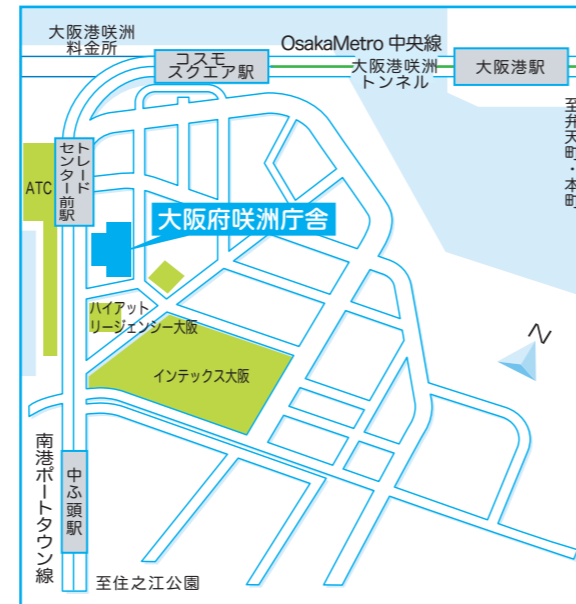 大阪港咲洲
料金所
コスモ
スクエア駅
OsakaMetro 中央線
大阪港咲洲
トンネル
大阪港駅
至弁天町・本町
トレード
センター前駅
ATC
大阪府咲洲庁舎
ハイアット
リージェンシー大阪
インテックス大阪
N
南港ポートタウン線
中ふ頭駅
至住之江公園